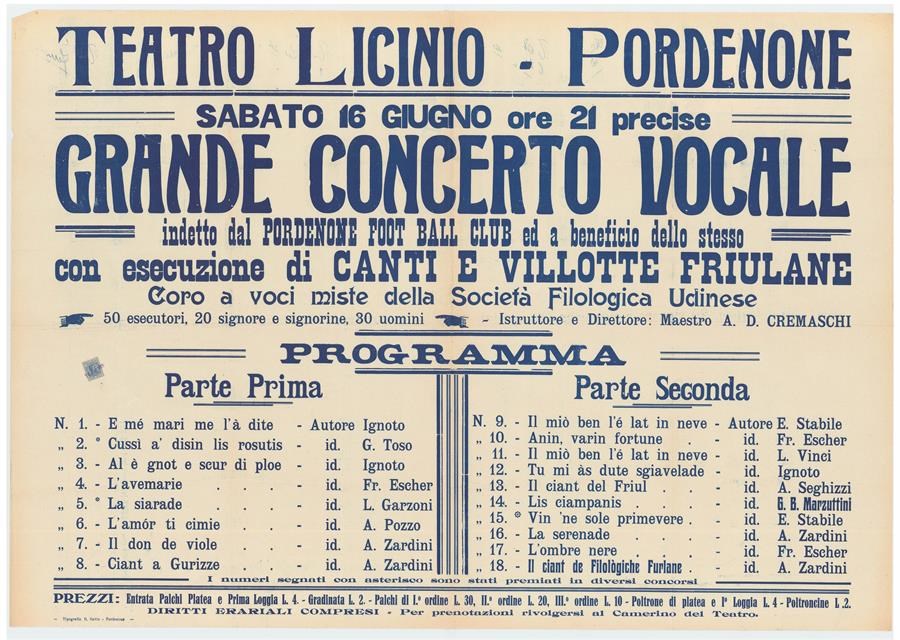 TEATRO LICINIO - PORDENONE
SABATO 16 GIUGNO ore 21 precise
GRANDE CONCERTO VOCALE
indetto dal PORDENONE FOOT BALL CLUB ed a beneficio dello stesso
con esecuzione di CANTI E VILLOTTE FRIULANE
Coro a voci miste della Società Filologica Udinese
50 esecutori, 20 signore e signorine, 30 uomini - Istruttore e Direttore: Maestro A. D. CREMASCHI
PROGRAMMA
Parte Prima
N. 1. - E mé mari me l'à dite - Autore Ignoto
„ 2. * Cussì a' disin lis rosutis - id. G. Toso
„ 3. - Al è gnot e scur di ploe - id. Ignoto
„ 4. - L'avemarie . . . - id. Fr. Escher
„ 5. * La siarade . . . - id. L. Garzoni
„ 6. - L'amór ti cimie . . - id. A. Pozzo
„ 7. - Il don de viole . . - id. A. Zardini
„ 8. - Ciant a Gurizze . . - id. A. Zardini
Parte Seconda
N. 9. - Il miò ben l'é lat in neve - Autore E. Stabile
„ 10. - Anin, varin fortune . - id. Fr. Escher
„ 11. - Il miò ben l'é lat in neve - id. L. Vinci
„ 12. - Tu mi às dute sgiavelade - id. Ignoto
„ 13. - Il ciant del Friul . . - id. A. Seghizzi
„ 14. - Lis ciampanis . . . - id. G. B. Marzuttini
„ 15. * Vin 'ne sole primevere . - id. E. Stabile
„ 16. - La serenade . . . - id. A. Zardini
„ 17. - L'ombre nere . . . - id. Fr. Escher
„ 18. - Il ciant de Filològiche Furlane - id. A. Zardini
I numeri segnati con asterisco sono stati premiati in diversi concorsi
PREZZI: Entrata Palchi Platea e Prima Loggia L. 4. - Gradinata L. 2. - Palchi di I.° ordine L. 30, II.° ordine L. 20, III.° ordine L. 10 - Poltrone di platea e I° Loggia L. 4 - Poltroncine L. 2.
DIRITTI ERARIALI COMPRESI - Per prenotazioni rivolgersi al Camerino del Teatro.